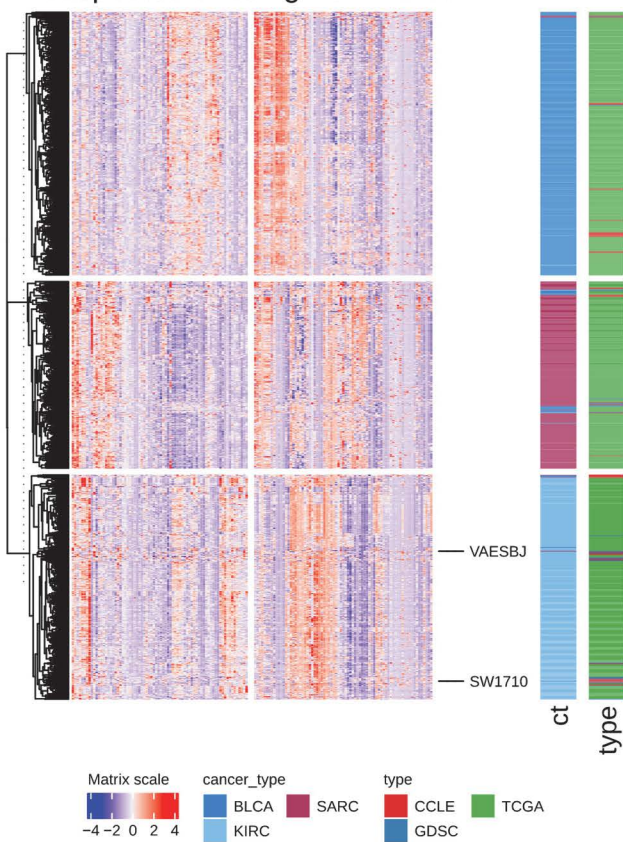 VAESBJ
SW1710
ct
type
Matrix scale
cancer_type
type
BLCA
SARC
CCLE
TCGA
KIRC
GDSC
−4 −2 0 2 4